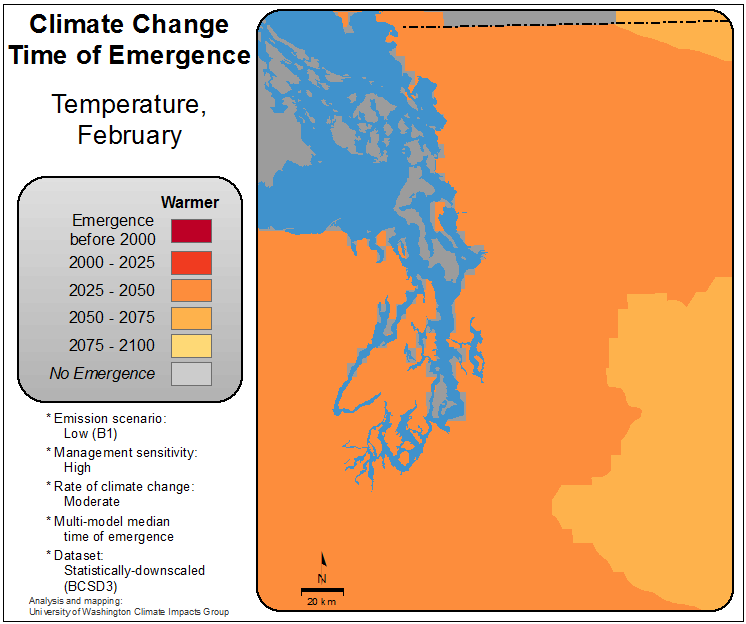 Climate Change
Time of Emergence
Temperature,
February
Warmer
Emergence
before 2000
2000 - 2025
2025 - 2050
2050 - 2075
2075 - 2100
No Emergence
* Emission scenario:
Low (B1)
* Management sensitivity:
High
* Rate of climate change:
Moderate
* Multi-model median
time of emergence
* Dataset:
Statistically-downscaled
(BCSD3)
Analysis and mapping:
University of Washington Climate Impacts Group
N
20 km